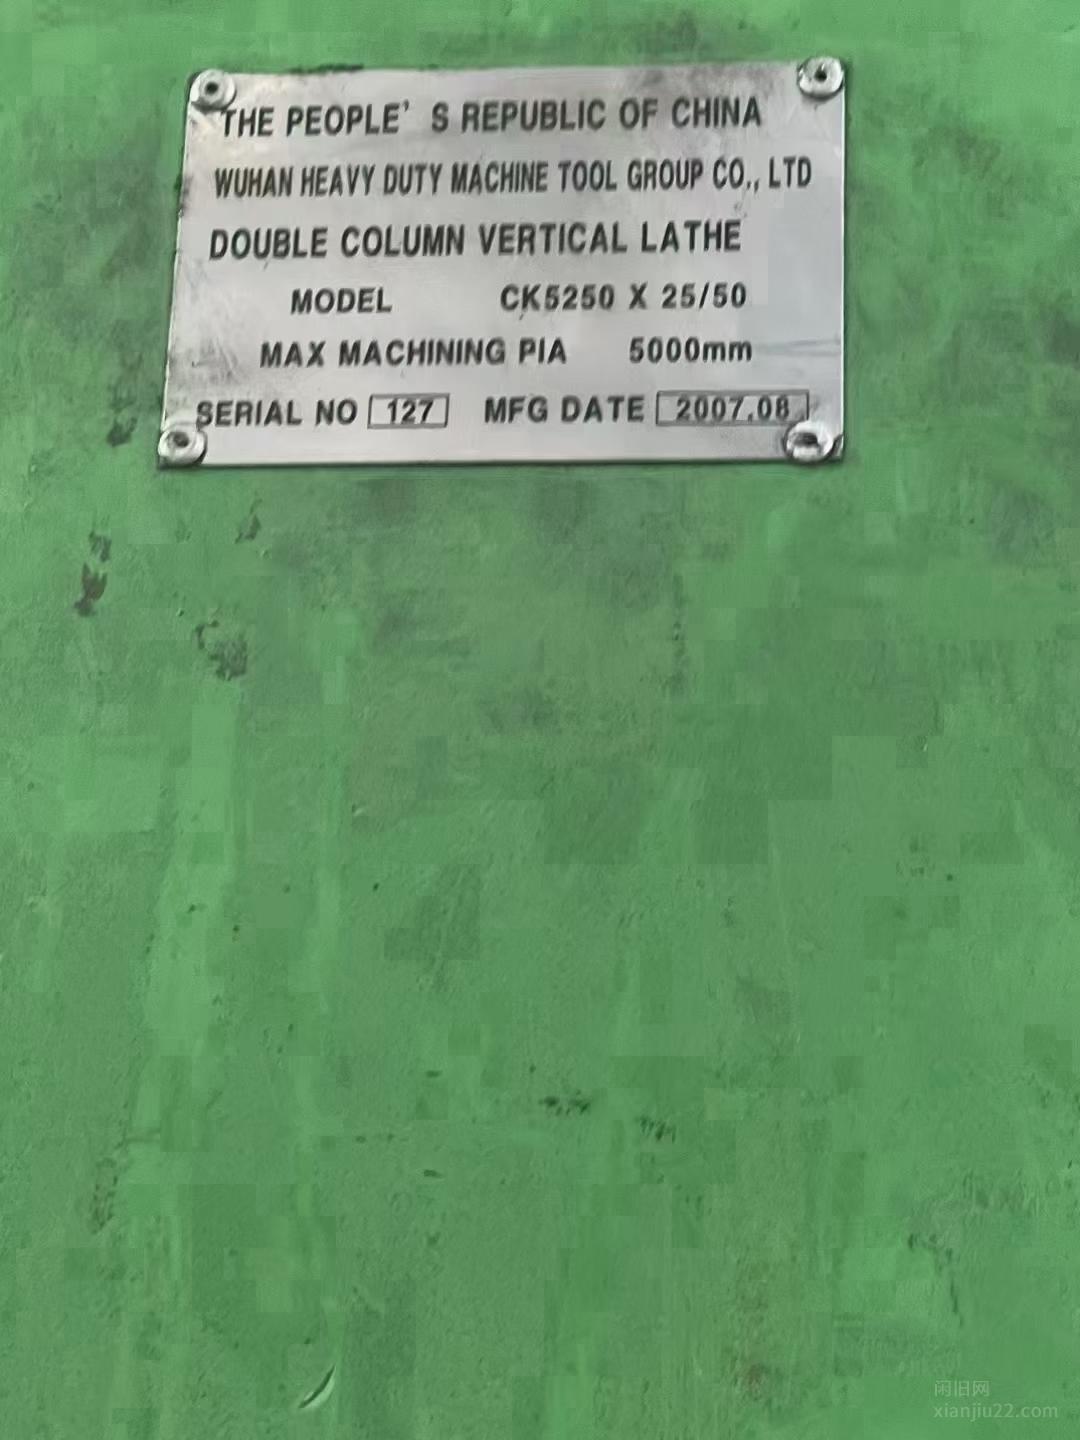 THE PEOPLE' S REPUBLIC OF CHINA
WUHAN HEAVY DUTY MACHINE TOOL GROUP CO., LTD
DOUBLE COLUMN VERTICAL LATHE
MODEL CK5250 X 25/50
MAX MACHINING PIA 5000mm
SERIAL NO 127 MFG DATE 2007.08
闲旧网
xianjiu22.com